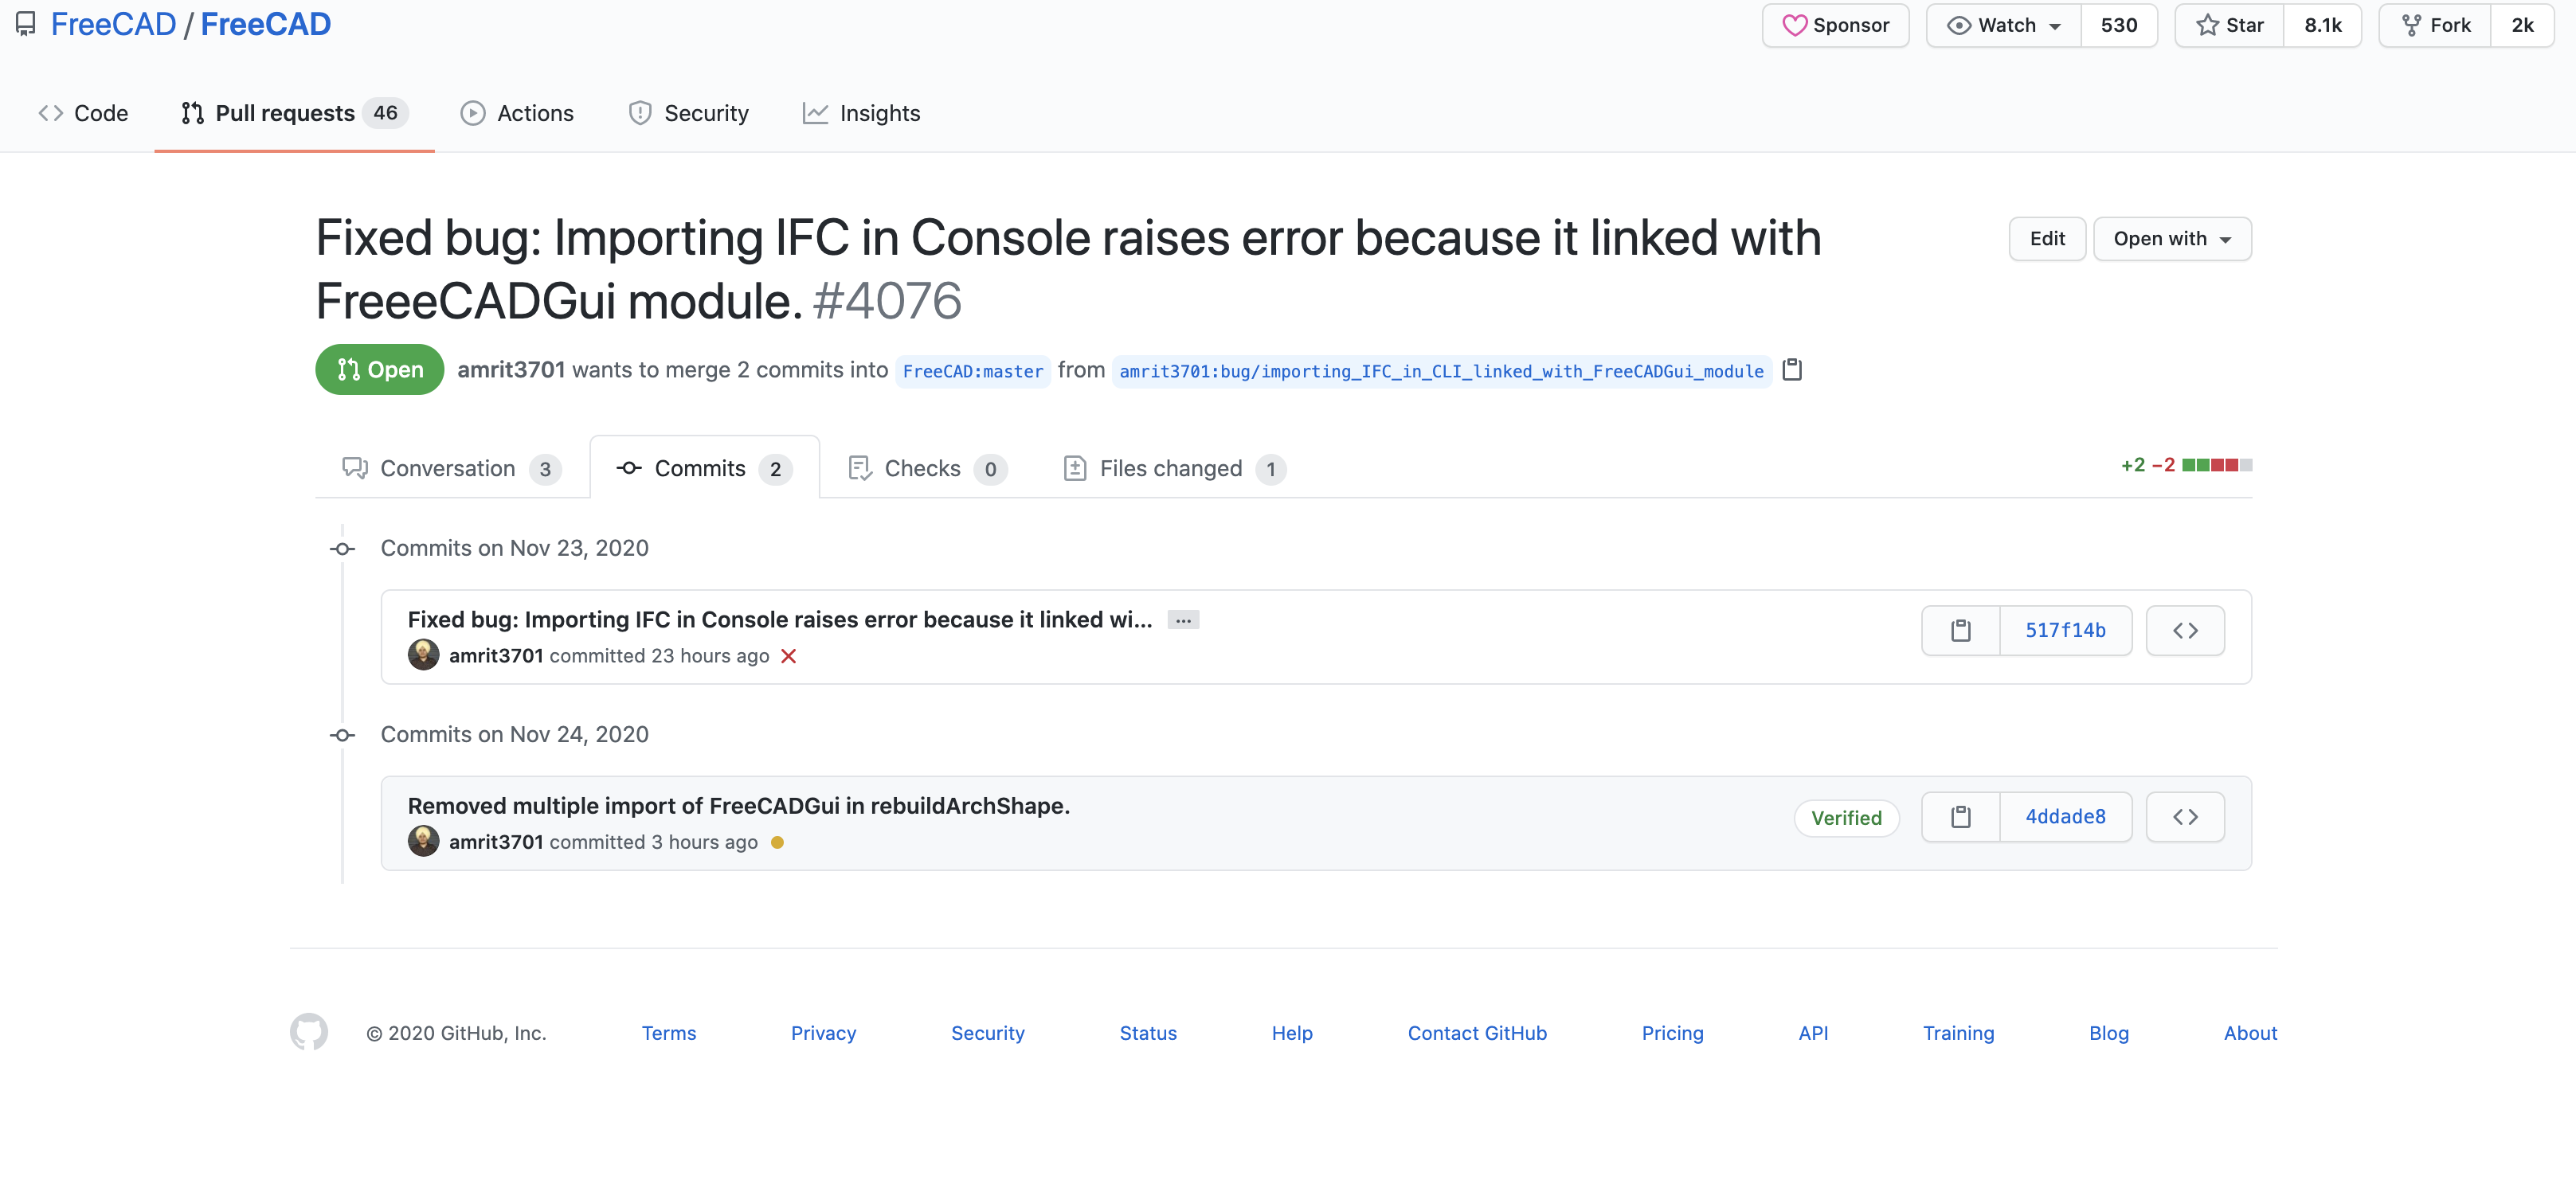 FreeCAD / FreeCAD
Sponsor
Watch 530
Star 8.1k
Fork 2k
Code
Pull requests 46
Actions
Security
Insights
Fixed bug: Importing IFC in Console raises error because it linked with
FreeeCADGui module. #4076
Edit
Open with
Open amrit3701 wants to merge 2 commits into FreeCAD:master from amrit3701:bug/importing_IFC_in_CLI_linked_with_FreeCADGui_module
Conversation 3
Commits 2
Checks 0
Files changed 1
+2 −2
Commits on Nov 23, 2020
Fixed bug: Importing IFC in Console raises error because it linked wi... …
amrit3701 committed 23 hours ago
517f14b
Commits on Nov 24, 2020
Removed multiple import of FreeCADGui in rebuildArchShape.
amrit3701 committed 3 hours ago
Verified
4ddade8
© 2020 GitHub, Inc.
Terms
Privacy
Security
Status
Help
Contact GitHub
Pricing
API
Training
Blog
About